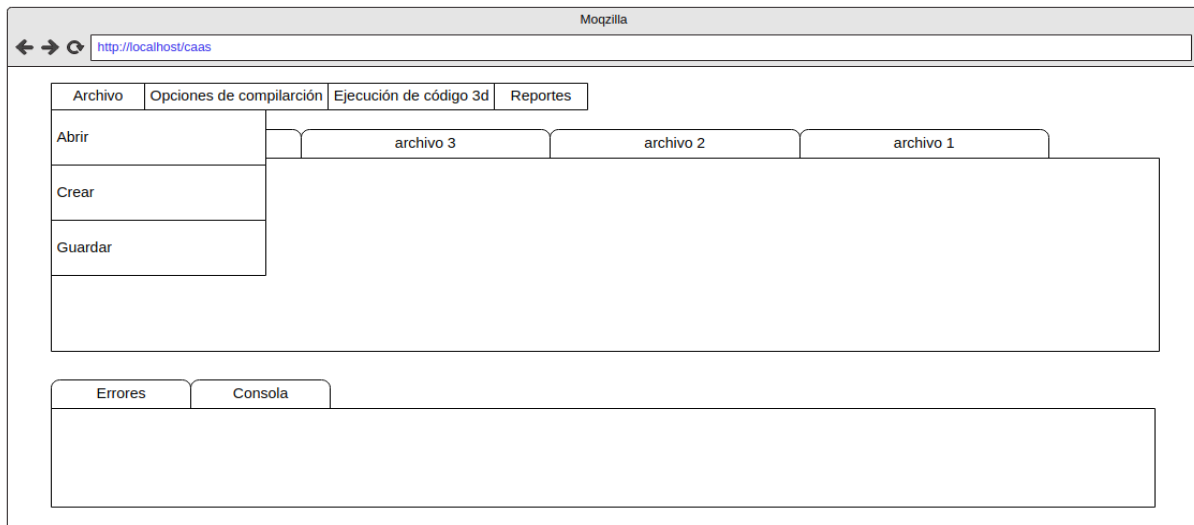 Moqzilla
http://localhost/caas
Archivo Opciones de compilarción Ejecución de código 3d Reportes
Abrir
archivo 3 archivo 2 archivo 1
Crear
Guardar
Errores Consola